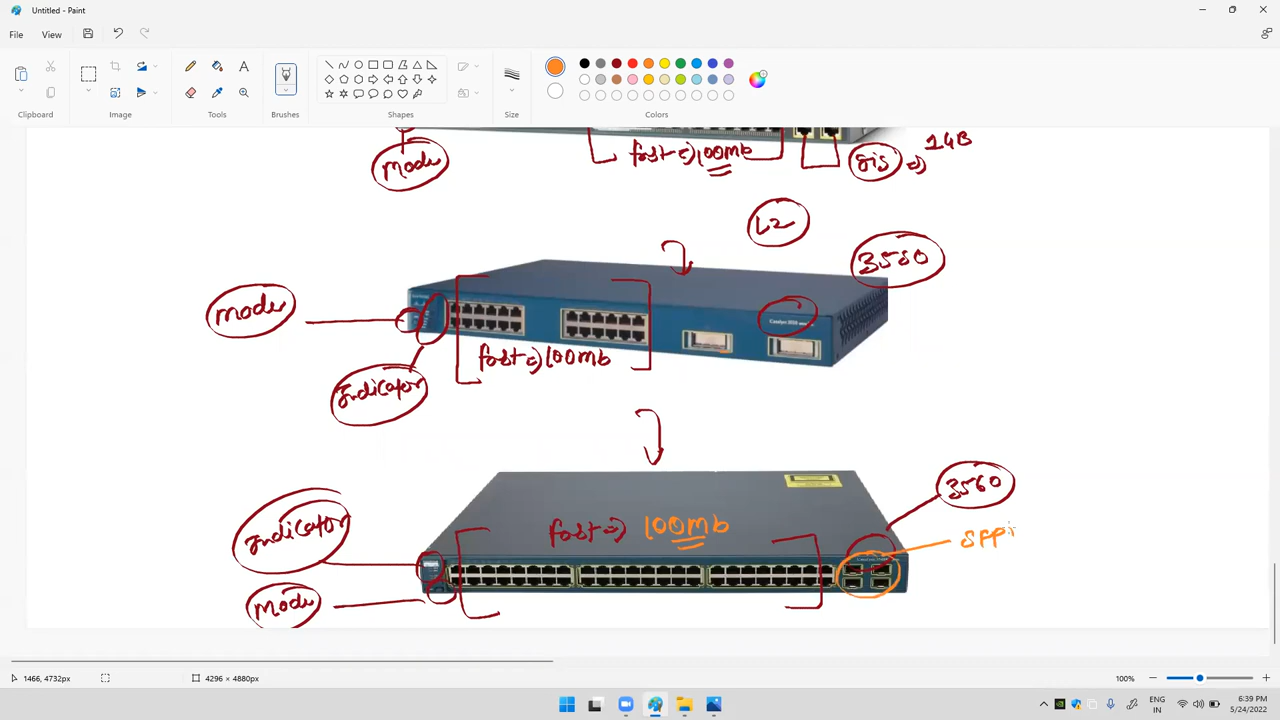 Untitled - Paint
File
View
Clipboard
Image
Tools
Brushes
Shapes
Size
Colors
mode
fast => 100mb
Gig =>
1GB
L2
3550
mode
Indicator
fast => 100mb
3560
Indicator
fast => 100mb
SFP
mode
1466, 4732px
4296 × 4880px
100%
ENG
IN
6:39 PM
5/24/2022